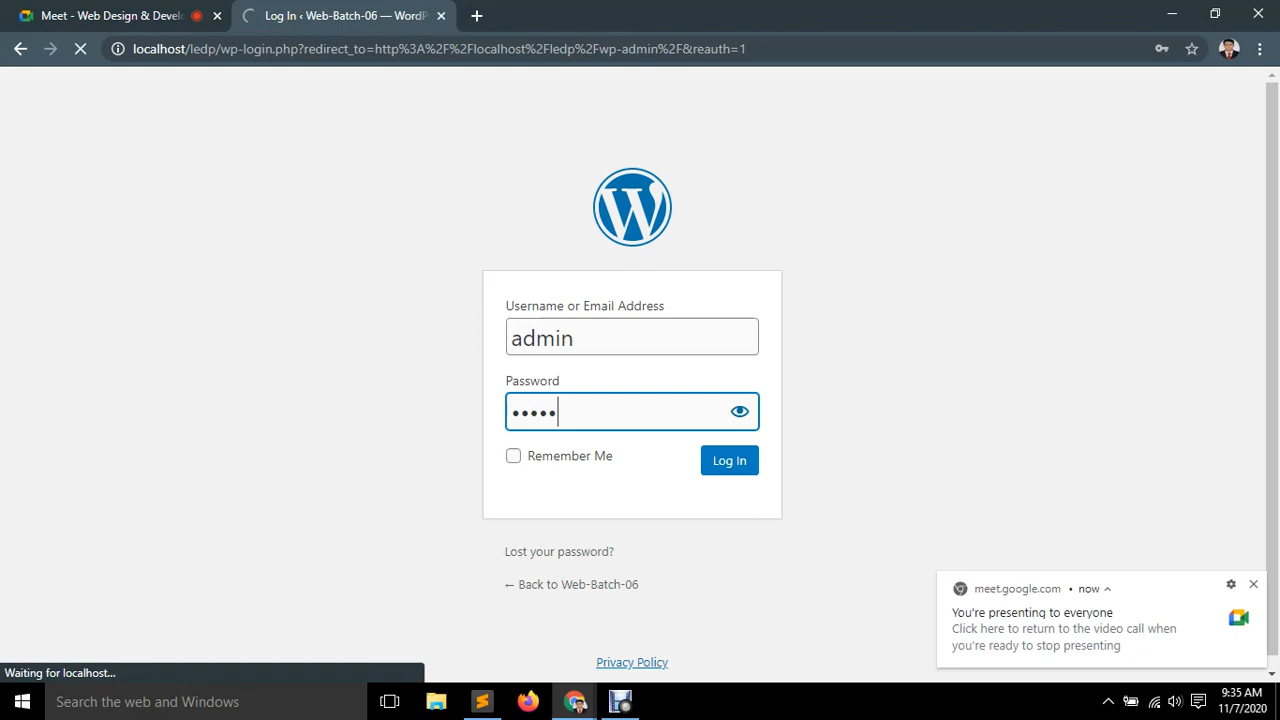 Meet - Web Design & Develo
Log In ‹ Web-Batch-06 — WordPr
localhost/ledp/wp-login.php?redirect_to=http%3A%2F%2Flocalhost%2Fledp%2Fwp-admin%2F&reauth=1
Username or Email Address
admin
Password
•••••
Remember Me
Log In
Lost your password?
← Back to Web-Batch-06
meet.google.com • now
You're presenting to everyone
Click here to return to the video call when
you're ready to stop presenting
Privacy Policy
Waiting for localhost...
Search the web and Windows
9:35 AM
11/7/2020